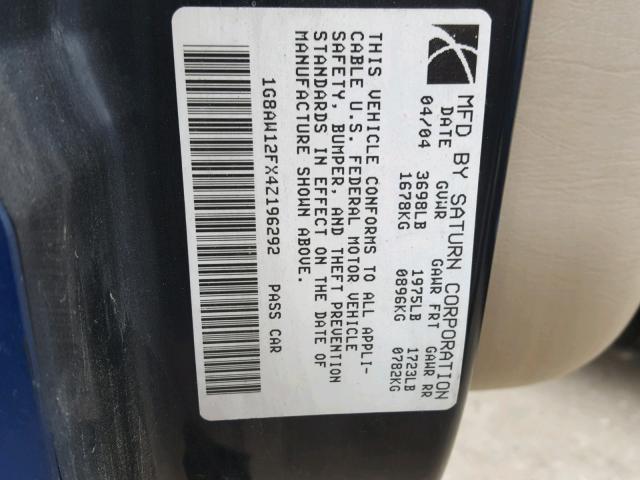 MFD BY SATURN CORPORATION
DATE GVWR GAWR FRT GAWR RR
04/04 3698LB 1975LB 1723LB
1678KG 0896KG 0782KG
THIS VEHICLE CONFORMS TO ALL APPLI-
CABLE U.S. FEDERAL MOTOR VEHICLE
SAFETY, BUMPER, AND THEFT PREVENTION
STANDARDS IN EFFECT ON THE DATE OF
MANUFACTURE SHOWN ABOVE.
1G8AW12FX4Z196292 PASS CAR